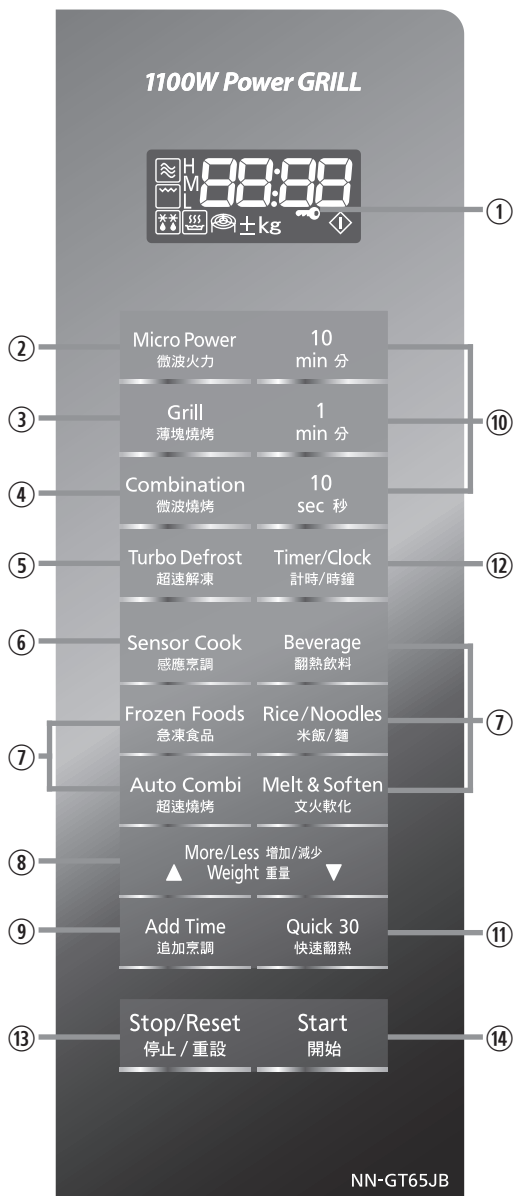 1100W Power GRILL
H
88:88
M
L
±kg
①
② Micro Power 10
微波火力 min 分
③ Grill 1 ⑩
薄塊燒烤 min 分
④ Combination 10
微波燒烤 sec 秒
⑤ Turbo Defrost Timer/Clock ⑫
超速解凍 計時/時鐘
⑥ Sensor Cook Beverage
感應烹調 翻熱飲料
⑦ Frozen Foods Rice/Noodles ⑦
急凍食品 米飯/麵
Auto Combi Melt & Soften
超速燒烤 文火軟化
⑧ More/Less 增加/減少
▲ Weight 重量 ▼
⑨ Add Time Quick 30 ⑪
追加烹調 快速翻熱
⑬ Stop/Reset Start ⑭
停止/重設 開始
NN-GT65JB